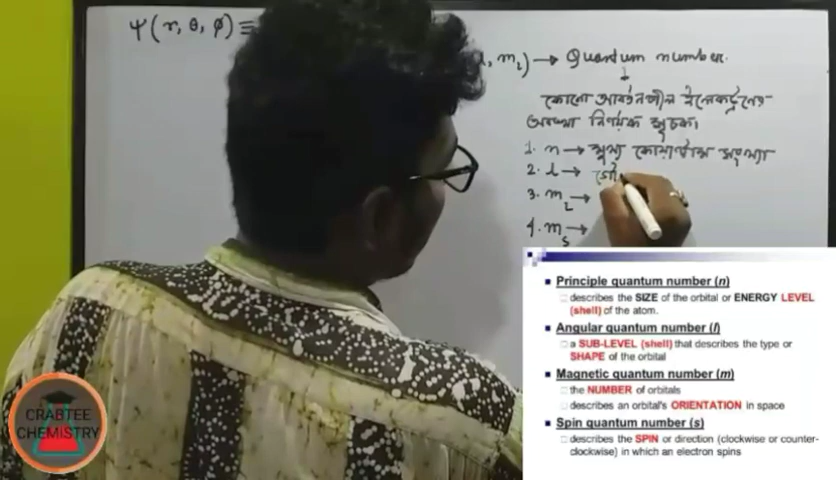 Ψ(r, θ, φ) ≡
, m_l) → Quantum number.
↓
কোনো আবর্তনশীল ইলেকট্রনের
অবস্থা নির্ণায়ক সূচক।
1. n → মুখ্য কোয়ান্টাম সংখ্যা
2. l → গৌ
3. m_l →
4. m_s →
Principle quantum number (n)
describes the SIZE of the orbital or ENERGY LEVEL
(shell) of the atom.
Angular quantum number (l)
a SUB-LEVEL (shell) that describes the type or
SHAPE of the orbital
Magnetic quantum number (m)
the NUMBER of orbitals
describes an orbital's ORIENTATION in space
Spin quantum number (s)
describes the SPIN or direction (clockwise or counter-
clockwise) in which an electron spins
CRABTEE
CHEMISTRY